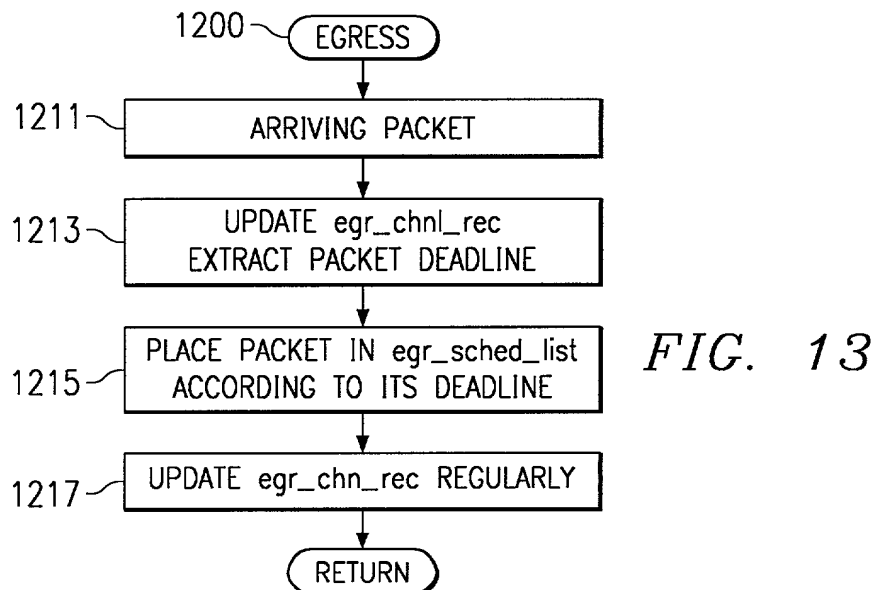 1200
EGRESS
1211
ARRIVING PACKET
1213
UPDATE egr_chnl_rec
EXTRACT PACKET DEADLINE
1215
PLACE PACKET IN egr_sched_list
ACCORDING TO ITS DEADLINE
FIG. 13
1217
UPDATE egr_chn_rec REGULARLY
RETURN